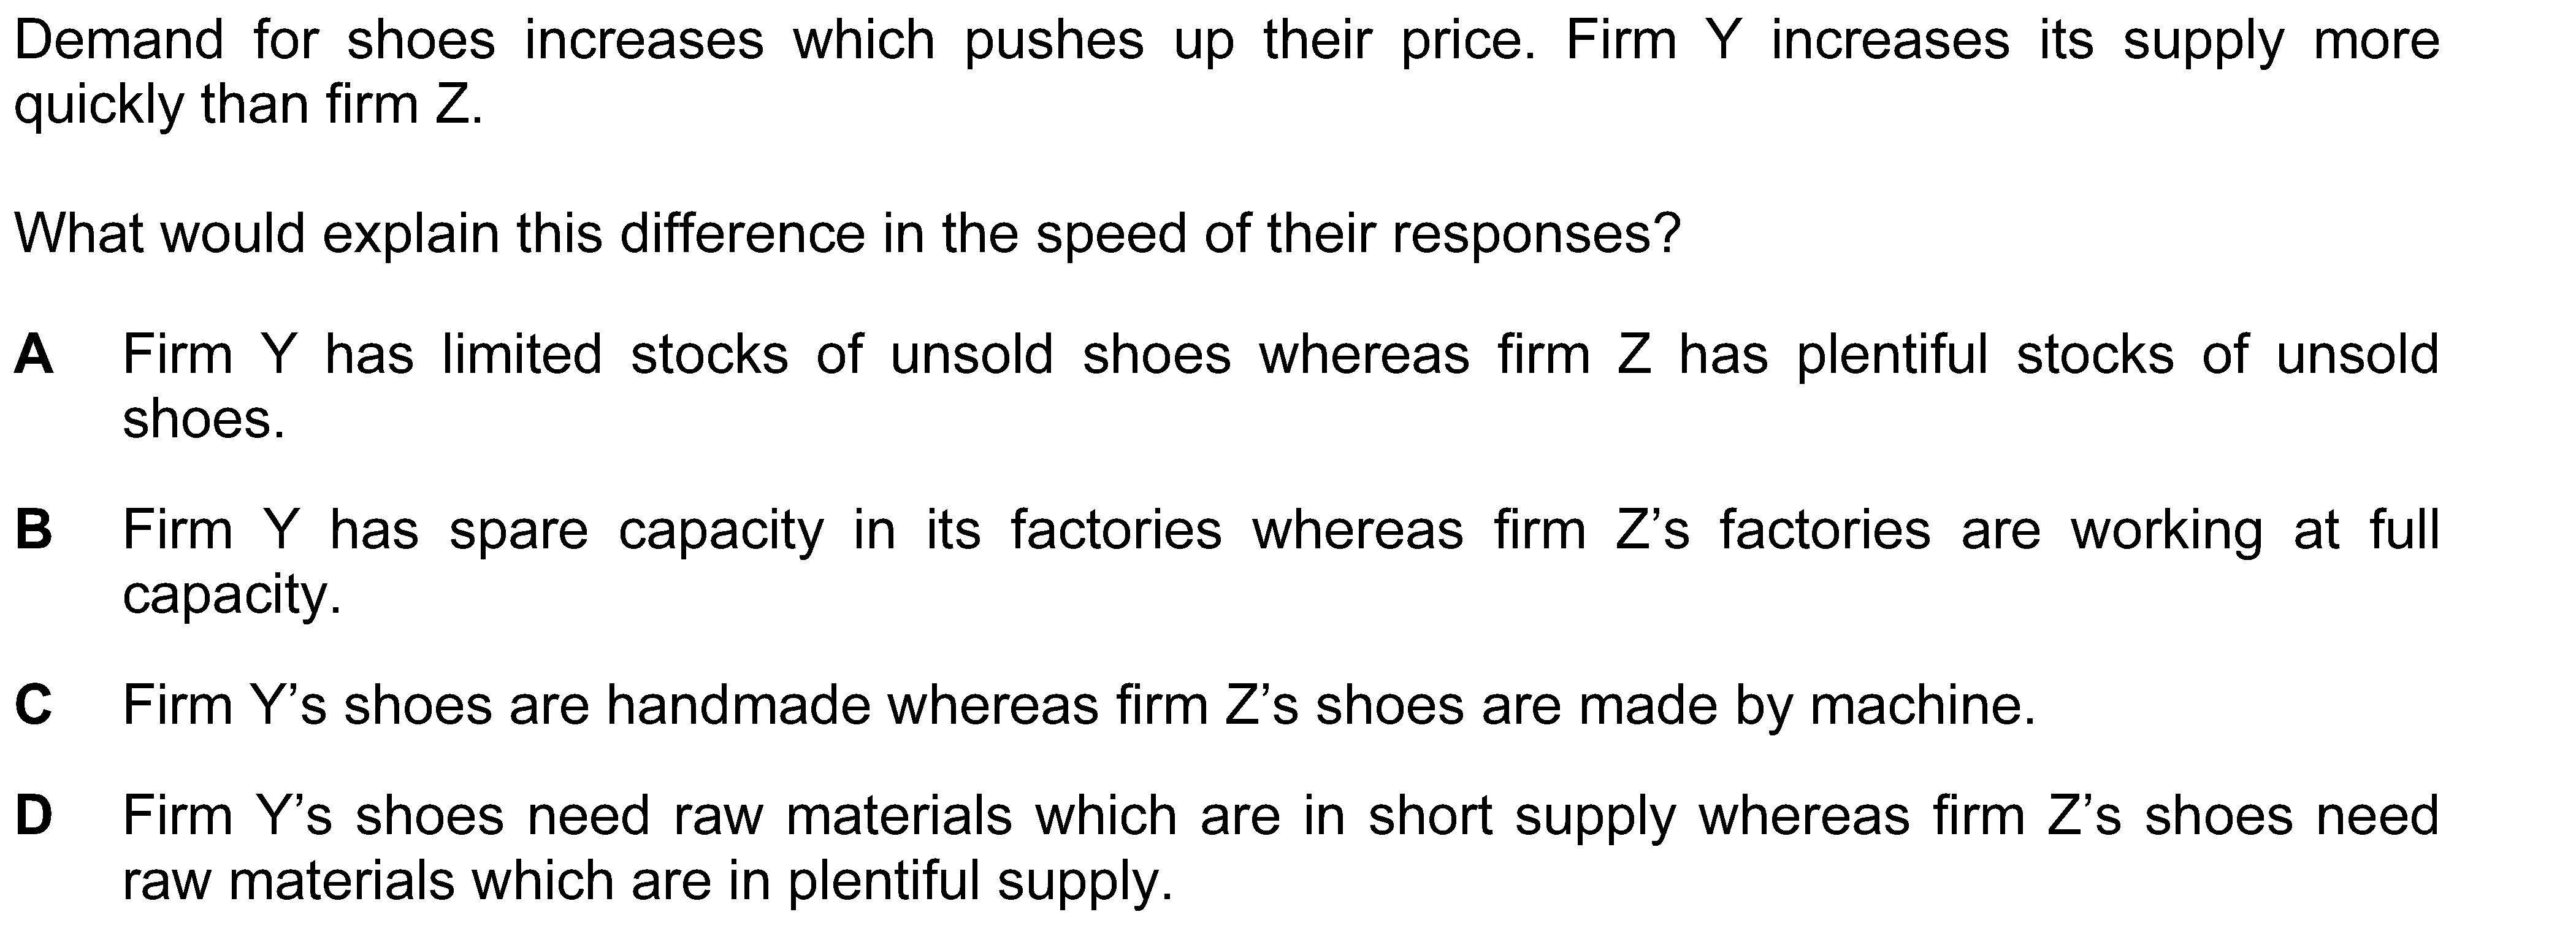 Demand for shoes increases which pushes up their price. Firm Y increases its supply more
quickly than firm Z.
What would explain this difference in the speed of their responses?
A Firm Y has limited stocks of unsold shoes whereas firm Z has plentiful stocks of unsold
shoes.
B Firm Y has spare capacity in its factories whereas firm Z’s factories are working at full
capacity.
C Firm Y’s shoes are handmade whereas firm Z’s shoes are made by machine.
D Firm Y’s shoes need raw materials which are in short supply whereas firm Z’s shoes need
raw materials which are in plentiful supply.